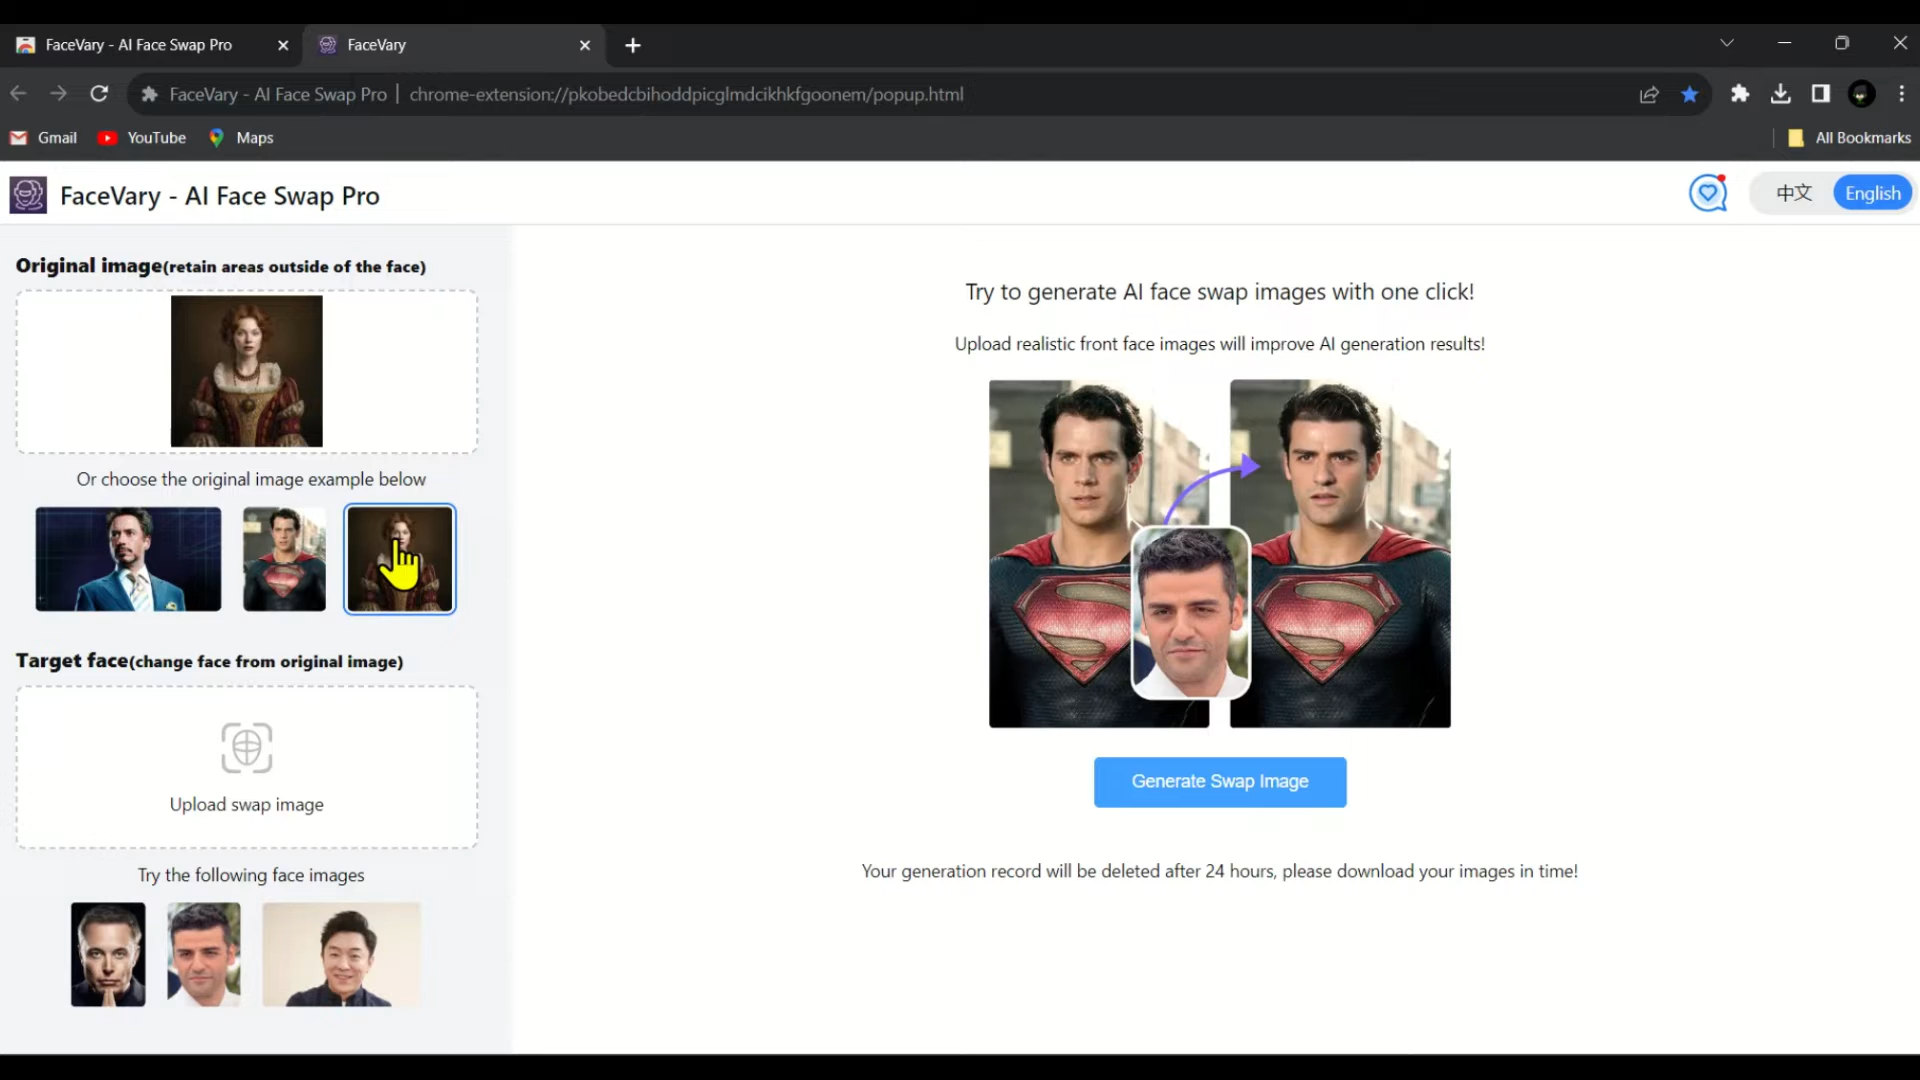 FaceVary - AI Face Swap Pro
FaceVary
FaceVary - AI Face Swap Pro | chrome-extension://pkobedcbihoddpicglmdcikhkfgoonem/popup.html
Gmail
YouTube
Maps
All Bookmarks
FaceVary - AI Face Swap Pro
中文
English
Original image(retain areas outside of the face)
Or choose the original image example below
Target face(change face from original image)
Upload swap image
Try the following face images
Try to generate AI face swap images with one click!
Upload realistic front face images will improve AI generation results!
Generate Swap Image
Your generation record will be deleted after 24 hours, please download your images in time!